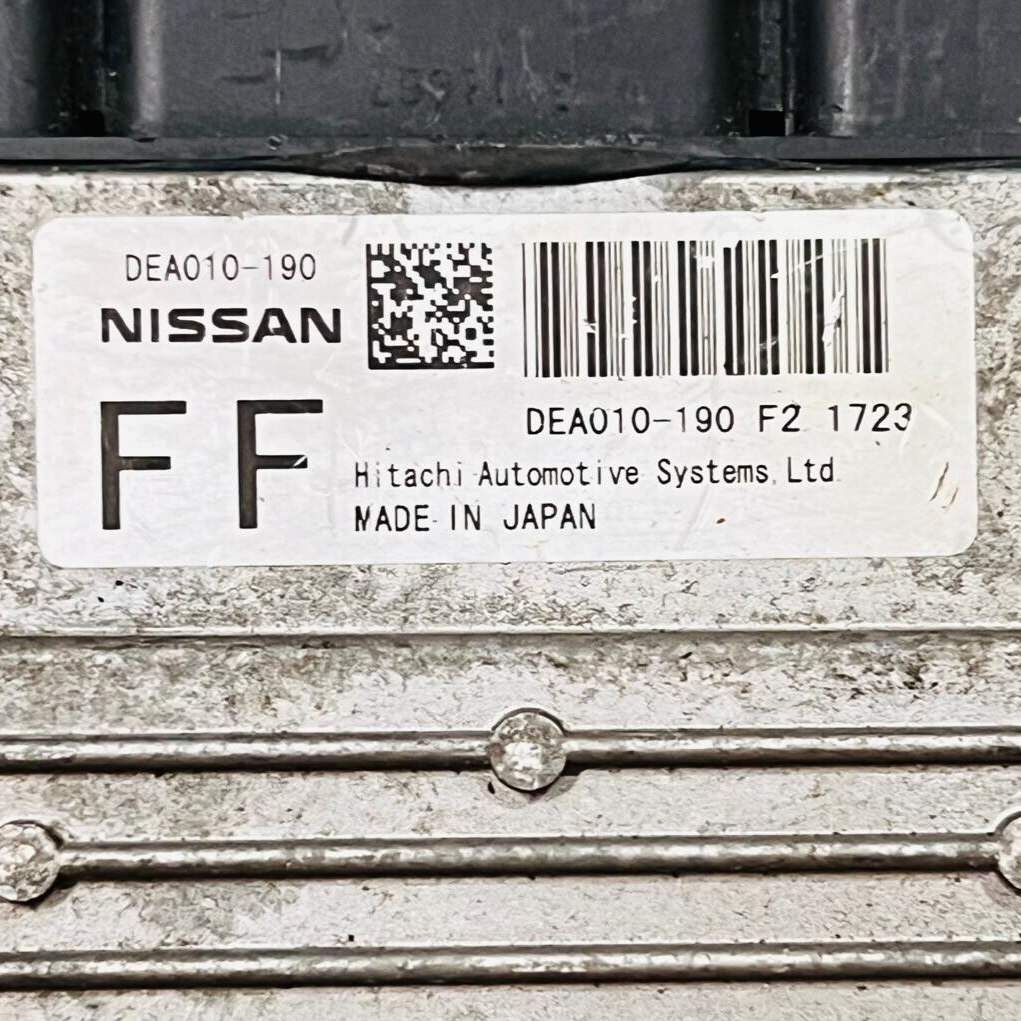 DEA010-190
NISSAN
FF
DEA010-190 F2 1723
Hitachi Automotive Systems,Ltd.
MADE IN JAPAN